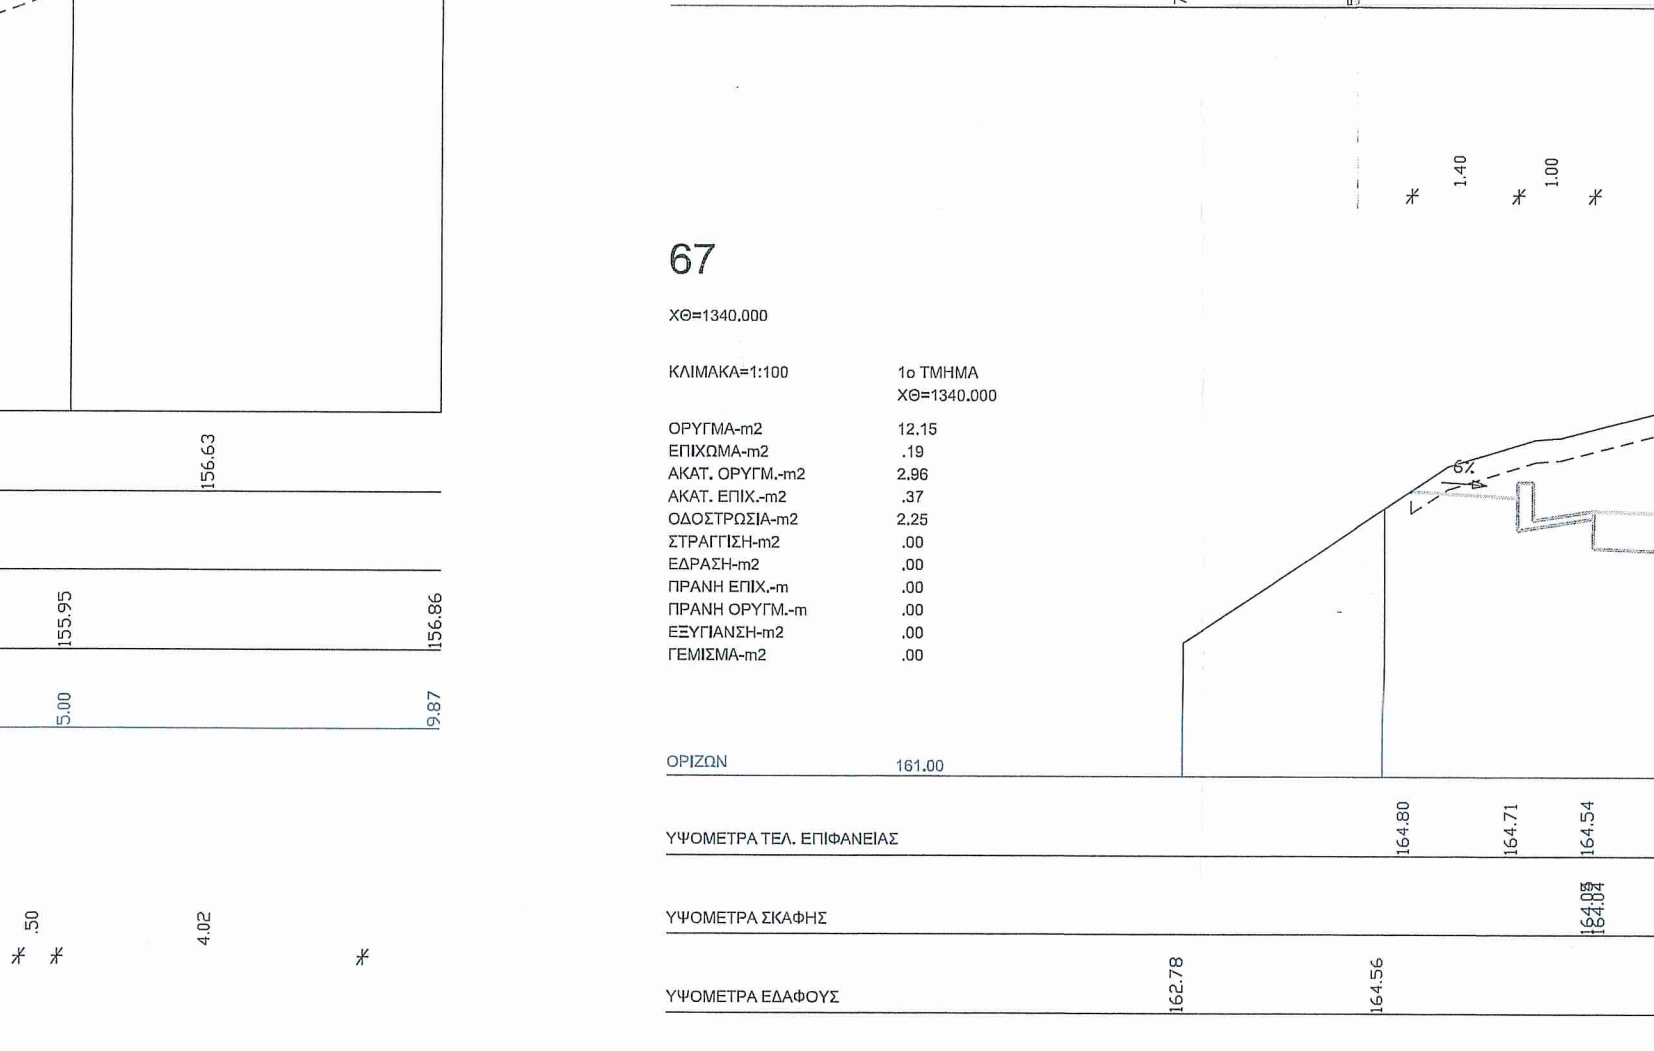 156.63
155.95
156.86
5.00
9.87
.50
4.02
1.40
1.00
67
ΧΘ=1340.000
ΚΛΙΜΑΚΑ=1:100
1ο ΤΜΗΜΑ
ΧΘ=1340.000
ΟΡΥΓΜΑ-m2 12.15
ΕΠΙΧΩΜΑ-m2 .19
ΑΚΑΤ. ΟΡΥΓΜ.-m2 2.96
ΑΚΑΤ. ΕΠΙΧ.-m2 .37
ΟΔΟΣΤΡΩΣΙΑ-m2 2.25
ΣΤΡΑΓΓΙΣΗ-m2 .00
ΕΔΡΑΣΗ-m2 .00
ΠΡΑΝΗ ΕΠΙΧ.-m .00
ΠΡΑΝΗ ΟΡΥΓΜ.-m .00
ΕΞΥΓΙΑΝΣΗ-m2 .00
ΓΕΜΙΣΜΑ-m2 .00
6%
ΟΡΙΖΩΝ 161.00
ΥΨΟΜΕΤΡΑ ΤΕΛ. ΕΠΙΦΑΝΕΙΑΣ 164.80 164.71 164.54
ΥΨΟΜΕΤΡΑ ΣΚΑΦΗΣ 164.04
ΥΨΟΜΕΤΡΑ ΕΔΑΦΟΥΣ 162.78 164.56